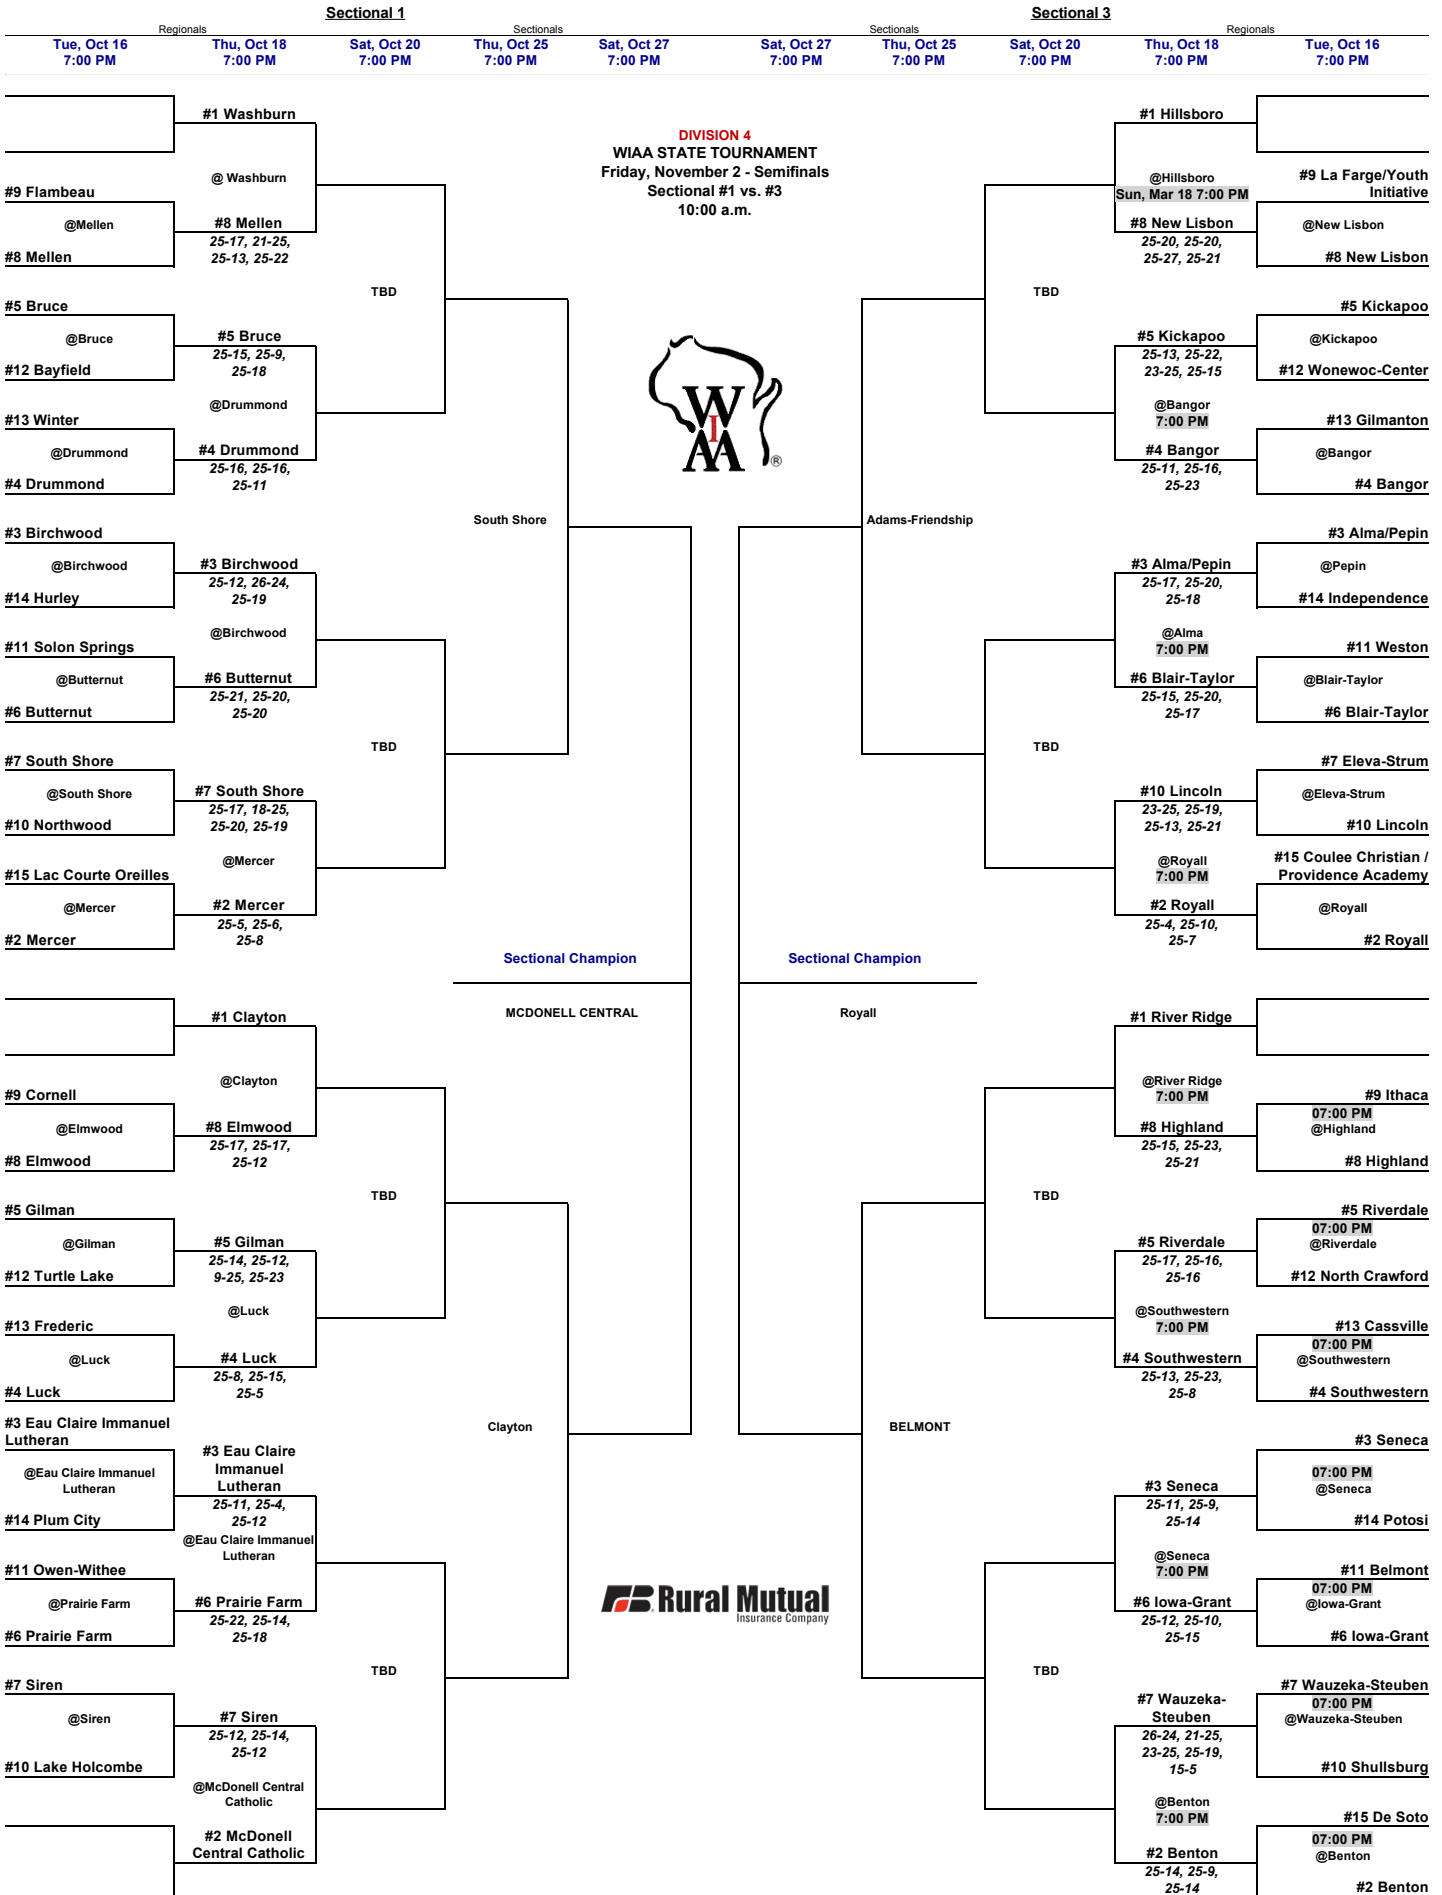 Sectional 1
Sectional 3
Regionals
Sectionals
Sectionals
Regionals
Tue, Oct 16
7:00 PM
Thu, Oct 18
7:00 PM
Sat, Oct 20
7:00 PM
Thu, Oct 25
7:00 PM
Sat, Oct 27
7:00 PM
Sat, Oct 27
7:00 PM
Thu, Oct 25
7:00 PM
Sat, Oct 20
7:00 PM
Thu, Oct 18
7:00 PM
Tue, Oct 16
7:00 PM
#9 Flambeau
@Mellen
#8 Mellen
#5 Bruce
@Bruce
#12 Bayfield
#13 Winter
@Drummond
#4 Drummond
#3 Birchwood
@Birchwood
#14 Hurley
#11 Solon Springs
@Butternut
#6 Butternut
#7 South Shore
@South Shore
#10 Northwood
#15 Lac Courte Oreilles
@Mercer
#2 Mercer
#9 Cornell
@Elmwood
#8 Elmwood
#5 Gilman
@Gilman
#12 Turtle Lake
#13 Frederic
@Luck
#4 Luck
#3 Eau Claire Immanuel
Lutheran
@Eau Claire Immanuel
Lutheran
#14 Plum City
#11 Owen-Withee
@Prairie Farm
#6 Prairie Farm
#7 Siren
@Siren
#10 Lake Holcombe
#1 Washburn
@ Washburn
#8 Mellen
25-17, 21-25,
25-13, 25-22
#5 Bruce
25-15, 25-9,
25-18
@Drummond
#4 Drummond
25-16, 25-16,
25-11
#3 Birchwood
25-12, 26-24,
25-19
@Birchwood
#6 Butternut
25-21, 25-20,
25-20
#7 South Shore
25-17, 18-25,
25-20, 25-19
@Mercer
#2 Mercer
25-5, 25-6,
25-8
#1 Clayton
@Clayton
#8 Elmwood
25-17, 25-17,
25-12
#5 Gilman
25-14, 25-12,
9-25, 25-23
@Luck
#4 Luck
25-8, 25-15,
25-5
#3 Eau Claire
Immanuel
Lutheran
25-11, 25-4,
25-12
@Eau Claire Immanuel
Lutheran
#6 Prairie Farm
25-22, 25-14,
25-18
#7 Siren
25-12, 25-14,
25-12
@McDonell Central
Catholic
#2 McDonell
Central Catholic
TBD
TBD
TBD
TBD
South Shore
Clayton
DIVISION 4
WIAA STATE TOURNAMENT
Friday, November 2 - Semifinals
Sectional #1 vs. #3
10:00 a.m.
W
I
AA
®
Sectional Champion
MCDONELL CENTRAL
Sectional Champion
Royall
Rural Mutual
Insurance Company
Adams-Friendship
BELMONT
TBD
TBD
TBD
TBD
#1 Hillsboro
@Hillsboro
Sun, Mar 18 7:00 PM
#8 New Lisbon
25-20, 25-20,
25-27, 25-21
#5 Kickapoo
25-13, 25-22,
23-25, 25-15
@Bangor
7:00 PM
#4 Bangor
25-11, 25-16,
25-23
#3 Alma/Pepin
25-17, 25-20,
25-18
@Alma
7:00 PM
#6 Blair-Taylor
25-15, 25-20,
25-17
#10 Lincoln
23-25, 25-19,
25-13, 25-21
@Royall
7:00 PM
#2 Royall
25-4, 25-10,
25-7
#1 River Ridge
@River Ridge
7:00 PM
#8 Highland
25-15, 25-23,
25-21
#5 Riverdale
25-17, 25-16,
25-16
@Southwestern
7:00 PM
#4 Southwestern
25-13, 25-23,
25-8
#3 Seneca
25-11, 25-9,
25-14
@Seneca
7:00 PM
#6 Iowa-Grant
25-12, 25-10,
25-15
#7 Wauzeka-
Steuben
26-24, 21-25,
23-25, 25-19,
15-5
@Benton
7:00 PM
#2 Benton
25-14, 25-9,
25-14
#9 La Farge/Youth
Initiative
@New Lisbon
#8 New Lisbon
#5 Kickapoo
@Kickapoo
#12 Wonewoc-Center
#13 Gilmanton
@Bangor
#4 Bangor
#3 Alma/Pepin
@Pepin
#14 Independence
#11 Weston
@Blair-Taylor
#6 Blair-Taylor
#7 Eleva-Strum
@Eleva-Strum
#10 Lincoln
#15 Coulee Christian /
Providence Academy
@Royall
#2 Royall
#9 Ithaca
07:00 PM
@Highland
#8 Highland
#5 Riverdale
07:00 PM
@Riverdale
#12 North Crawford
#13 Cassville
07:00 PM
@Southwestern
#4 Southwestern
#3 Seneca
07:00 PM
@Seneca
#14 Potosi
#11 Belmont
07:00 PM
@Iowa-Grant
#6 Iowa-Grant
#7 Wauzeka-Steuben
07:00 PM
@Wauzeka-Steuben
#10 Shullsburg
#15 De Soto
07:00 PM
@Benton
#2 Benton